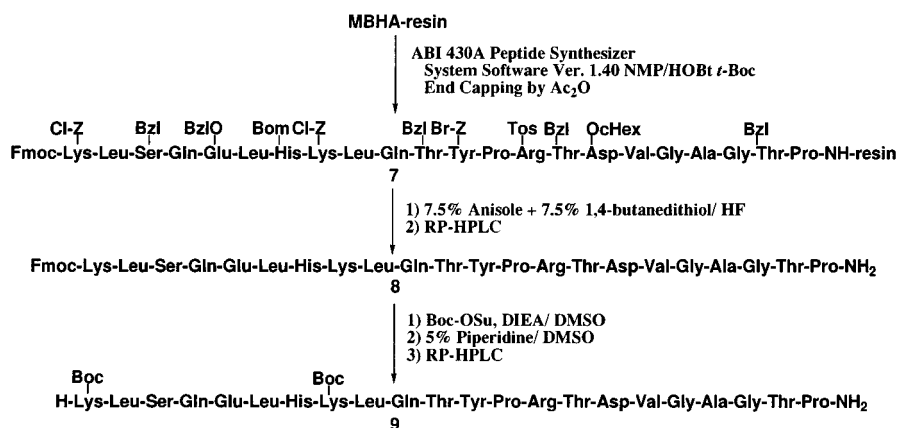 MBHA-resin
ABI 430A Peptide Synthesizer
System Software Ver. 1.40 NMP/HOBt t-Boc
End Capping by Ac2O
Cl-Z Bzl BzlO Bom Cl-Z Bzl Br-Z Tos Bzl OcHex Bzl
Fmoc-Lys-Leu-Ser-Gln-Glu-Leu-His-Lys-Leu-Gln-Thr-Tyr-Pro-Arg-Thr-Asp-Val-Gly-Ala-Gly-Thr-Pro-NH-resin
7
1) 7.5% Anisole + 7.5% 1,4-butanedithiol/ HF
2) RP-HPLC
Fmoc-Lys-Leu-Ser-Gln-Glu-Leu-His-Lys-Leu-Gln-Thr-Tyr-Pro-Arg-Thr-Asp-Val-Gly-Ala-Gly-Thr-Pro-NH2
8
1) Boc-OSu, DIEA/ DMSO
2) 5% Piperidine/ DMSO
3) RP-HPLC
Boc Boc
H-Lys-Leu-Ser-Gln-Glu-Leu-His-Lys-Leu-Gln-Thr-Tyr-Pro-Arg-Thr-Asp-Val-Gly-Ala-Gly-Thr-Pro-NH2
9